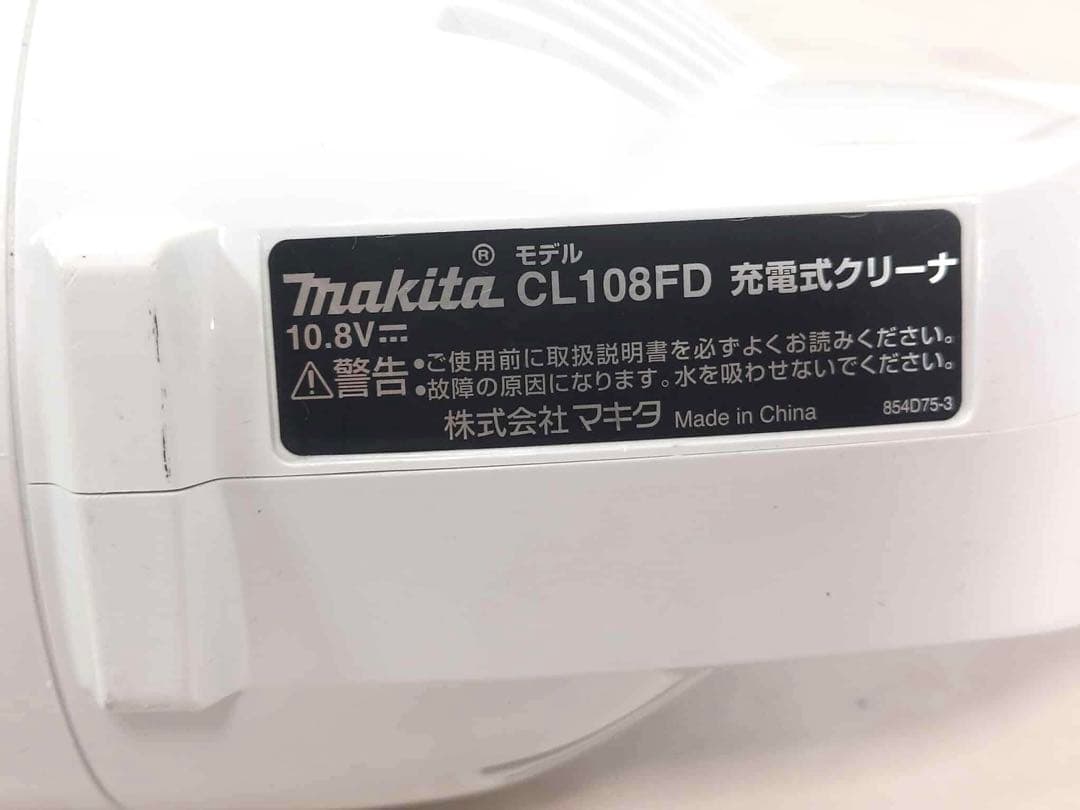 makita® モデル CL108FD 充電式クリーナ
10.8V⎓
⚠警告 •ご使用前に取扱説明書を必ずよくお読みください。
•故障の原因になります。水を吸わせないでください。
株式会社マキタ Made in China 854D75-3